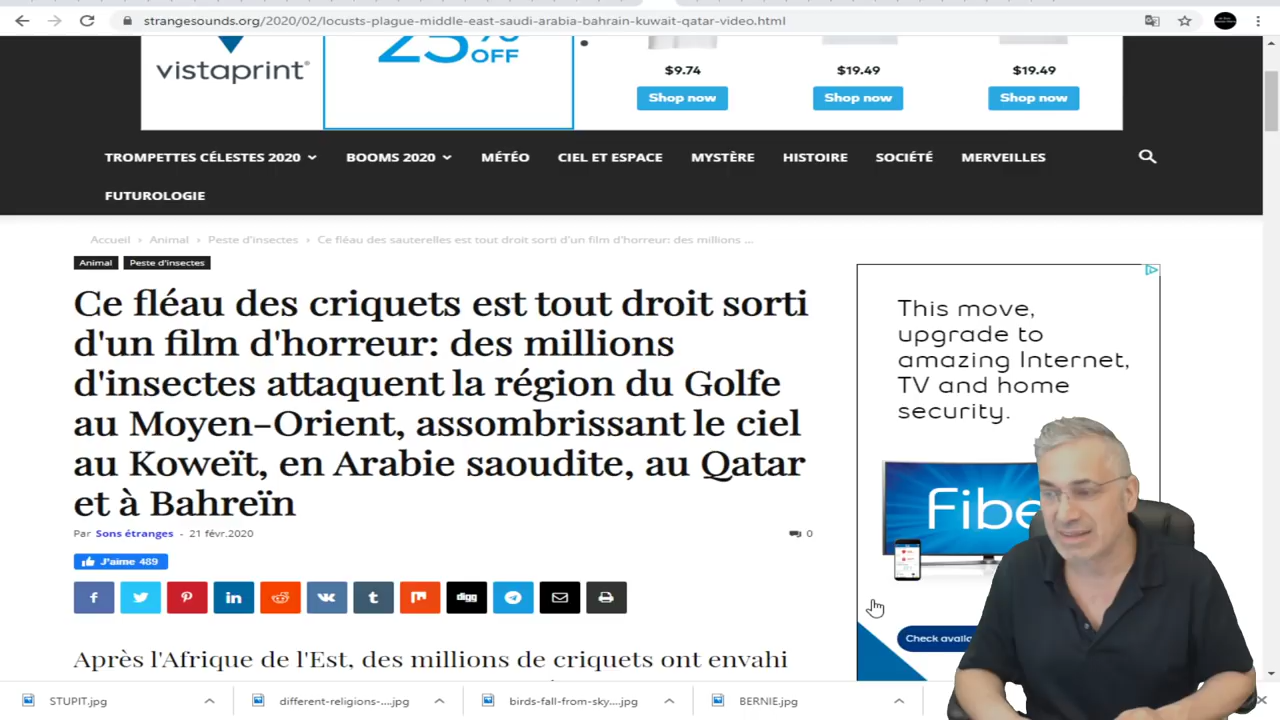 strangesounds.org/2020/02/locusts-plague-middle-east-saudi-arabia-bahrain-kuwait-qatar-video.html
vistaprint®
25% OFF
$9.74
$19.49
$19.49
Shop now
Shop now
Shop now
TROMPETTES CÉLESTES 2020
BOOMS 2020
MÉTÉO
CIEL ET ESPACE
MYSTÈRE
HISTOIRE
SOCIÉTÉ
MERVEILLES
FUTUROLOGIE
Accueil › Animal › Peste d'insectes › Ce fléau des sauterelles est tout droit sorti d'un film d'horreur: des millions ...
Animal
Peste d'insectes
Ce fléau des criquets est tout droit sorti
d'un film d'horreur: des millions
d'insectes attaquent la région du Golfe
au Moyen-Orient, assombrissant le ciel
au Koweït, en Arabie saoudite, au Qatar
et à Bahreïn
Par Sons étranges - 21 févr.2020
0
J'aime 489
digg
Après l'Afrique de l'Est, des millions de criquets ont envahi
This move,
upgrade to
amazing Internet,
TV and home
security.
Fibe
Check
STUPIT.jpg
different-religions-....jpg
birds-fall-from-sky....jpg
BERNIE.jpg